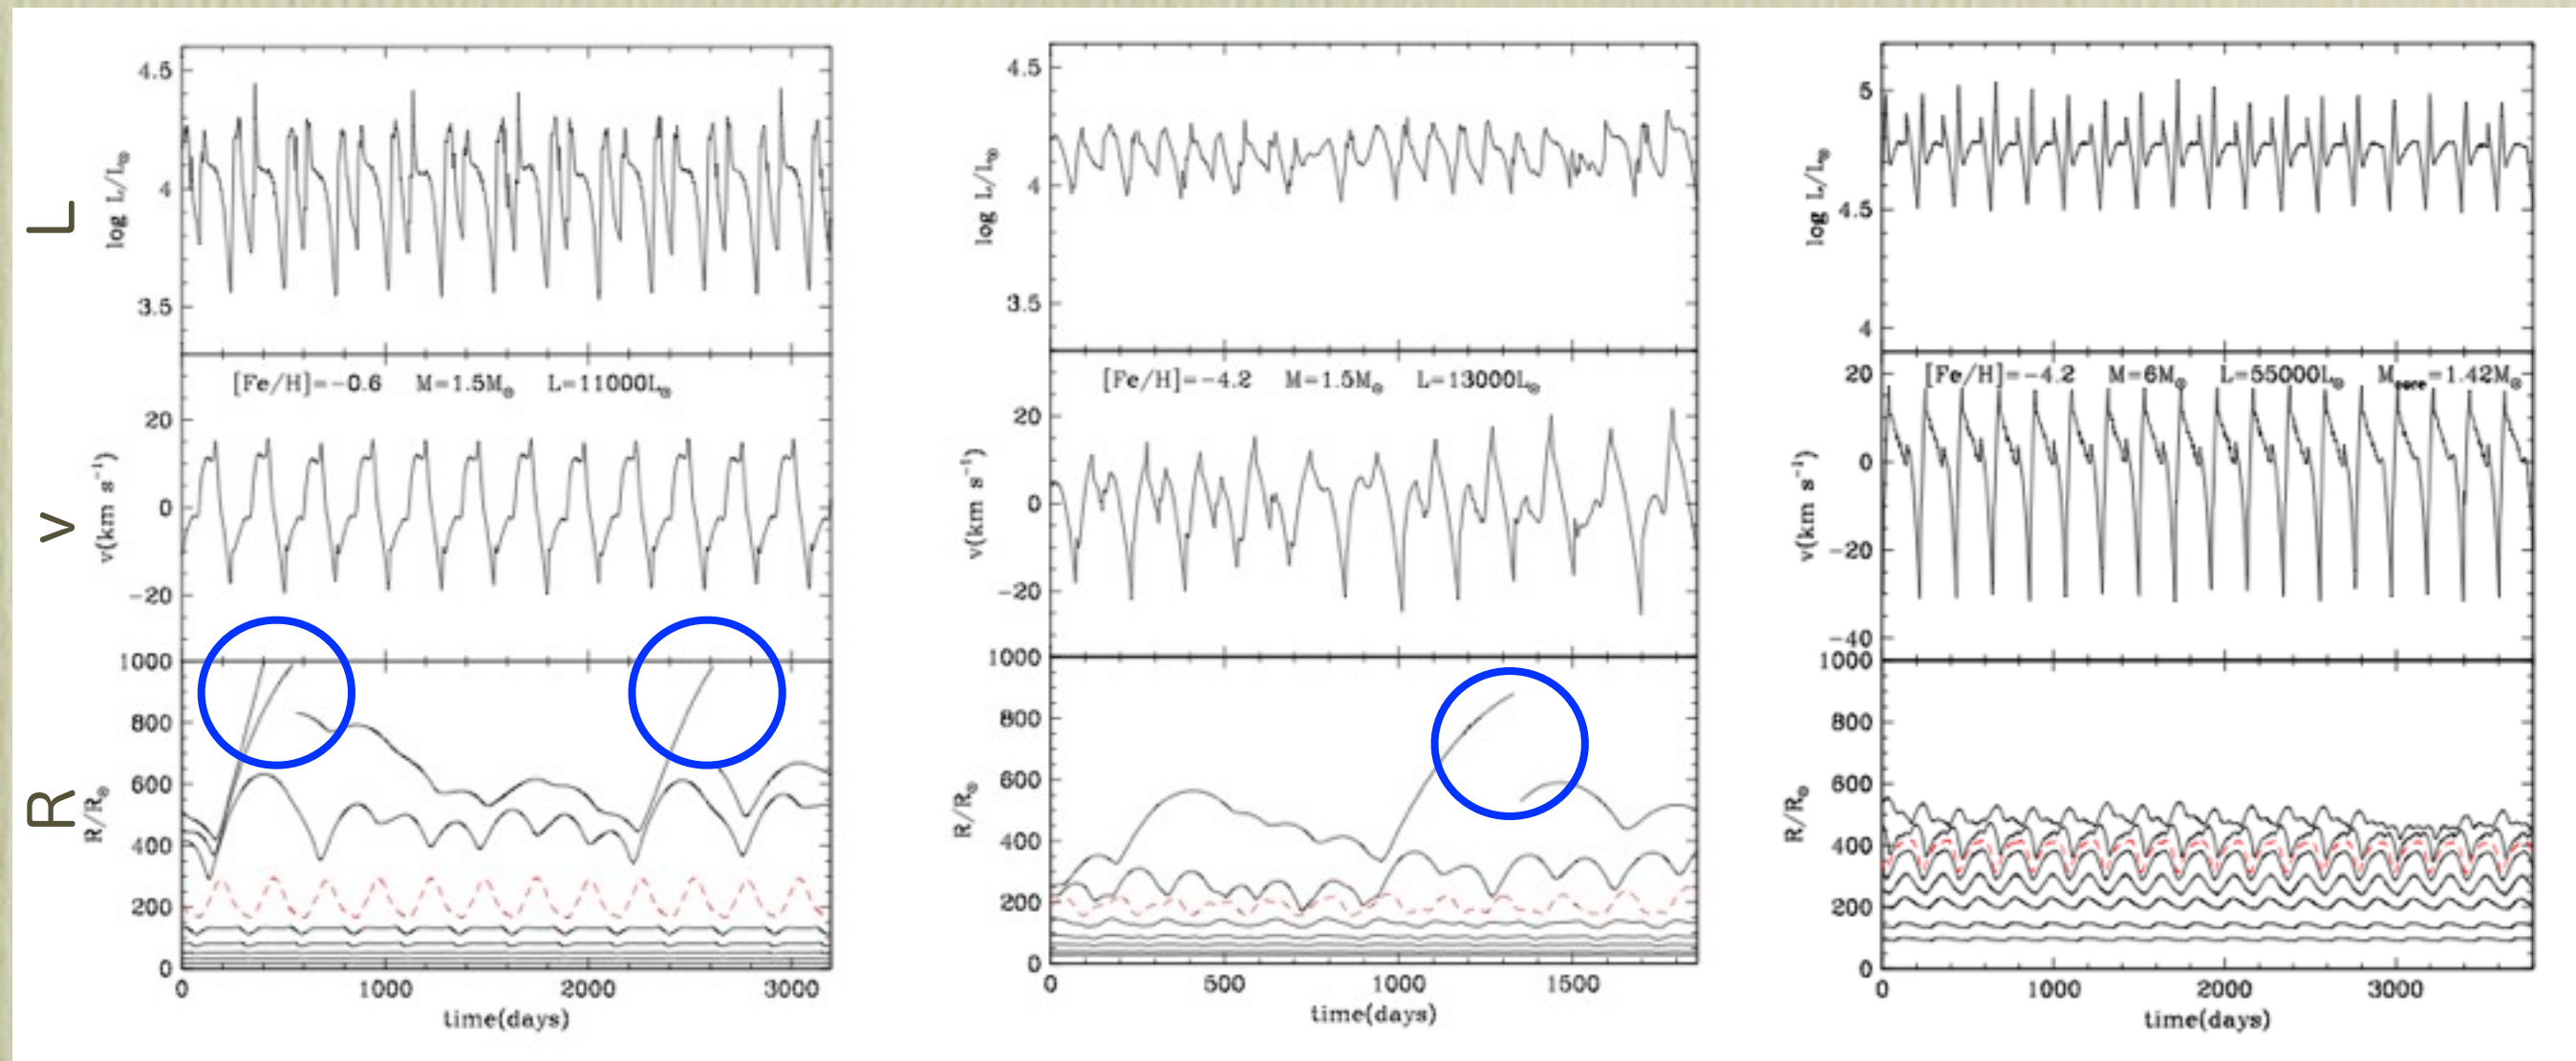 L
v
R
4.5
4
3.5
log L/L☉
[Fe/H]=−0.6 M=1.5M☉ L=11000L☉
20
0
−20
v(km s⁻¹)
1000
800
600
400
200
0
R/R☉
0 1000 2000 3000
time(days)
4.5
4
3.5
log L/L☉
[Fe/H]=−4.2 M=1.5M☉ L=13000L☉
20
0
−20
v(km s⁻¹)
1000
800
600
400
200
0
R/R☉
0 500 1000 1500
time(days)
5
4.5
4
log L/L☉
[Fe/H]=−4.2 M=6M☉ L=55000L☉ Mcore=1.42M☉
20
0
−20
−40
v(km s⁻¹)
1000
800
600
400
200
0
R/R☉
0 1000 2000 3000
time(days)